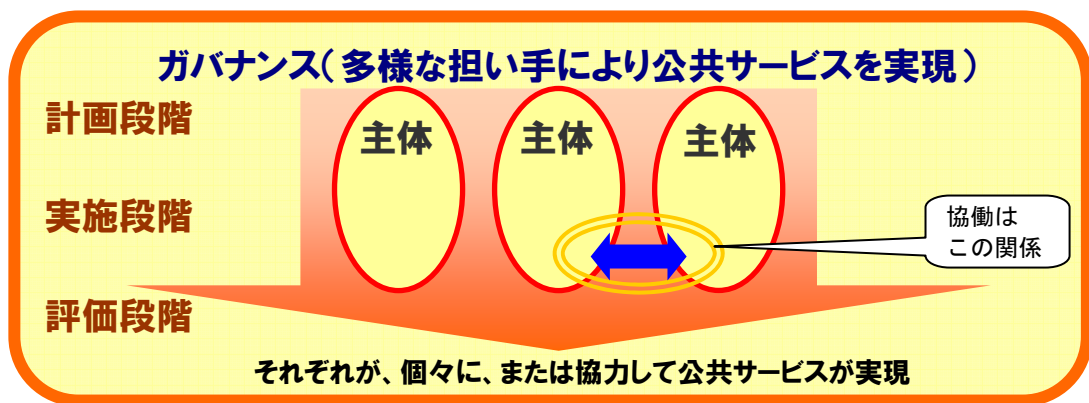 ガバナンス（多様な担い手により公共サービスを実現）
計画段階
主体
主体
主体
実施段階
協働は
この関係
評価段階
それぞれが、個々に、または協力して公共サービスが実現